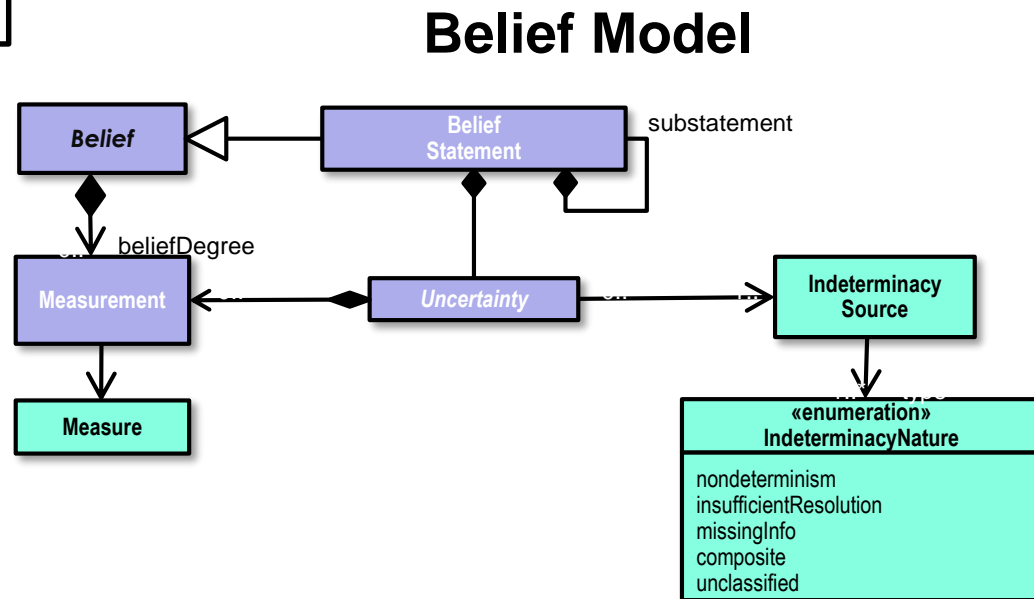 Belief Model
Belief
Belief
Statement
substatement
beliefDegree
Measurement
Uncertainty
Indeterminacy
Source
Measure
«enumeration»
IndeterminacyNature
nondeterminism
insufficientResolution
missingInfo
composite
unclassified